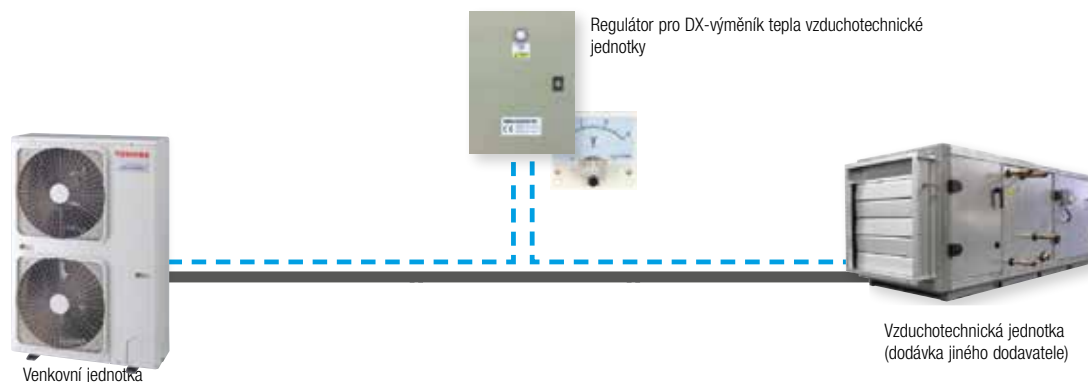 Regulátor pro DX-výměník tepla vzduchotechnické
jednotky
TOSHIBA
V
Vzduchotechnická jednotka
(dodávka jiného dodavatele)
Venkovní jednotka